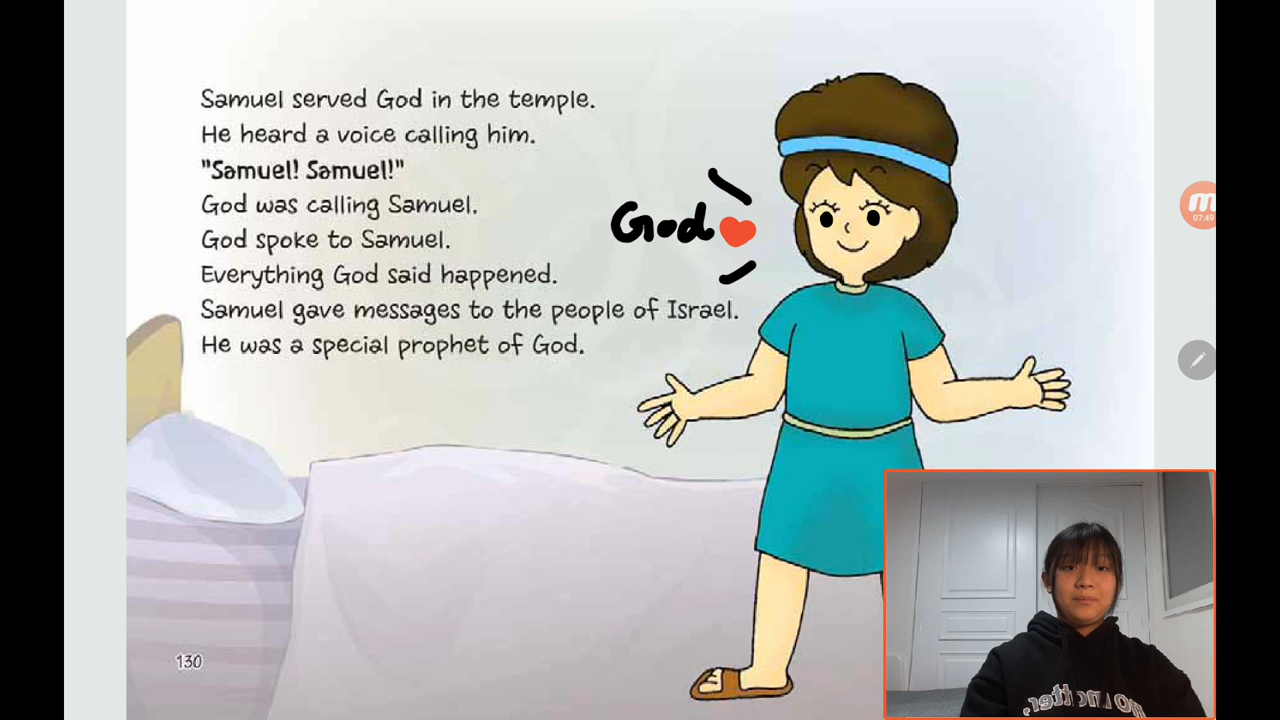 Samuel served God in the temple.
He heard a voice calling him.
"Samuel! Samuel!"
God was calling Samuel.
God spoke to Samuel.
Everything God said happened.
Samuel gave messages to the people of Israel.
He was a special prophet of God.
God
130
07:49